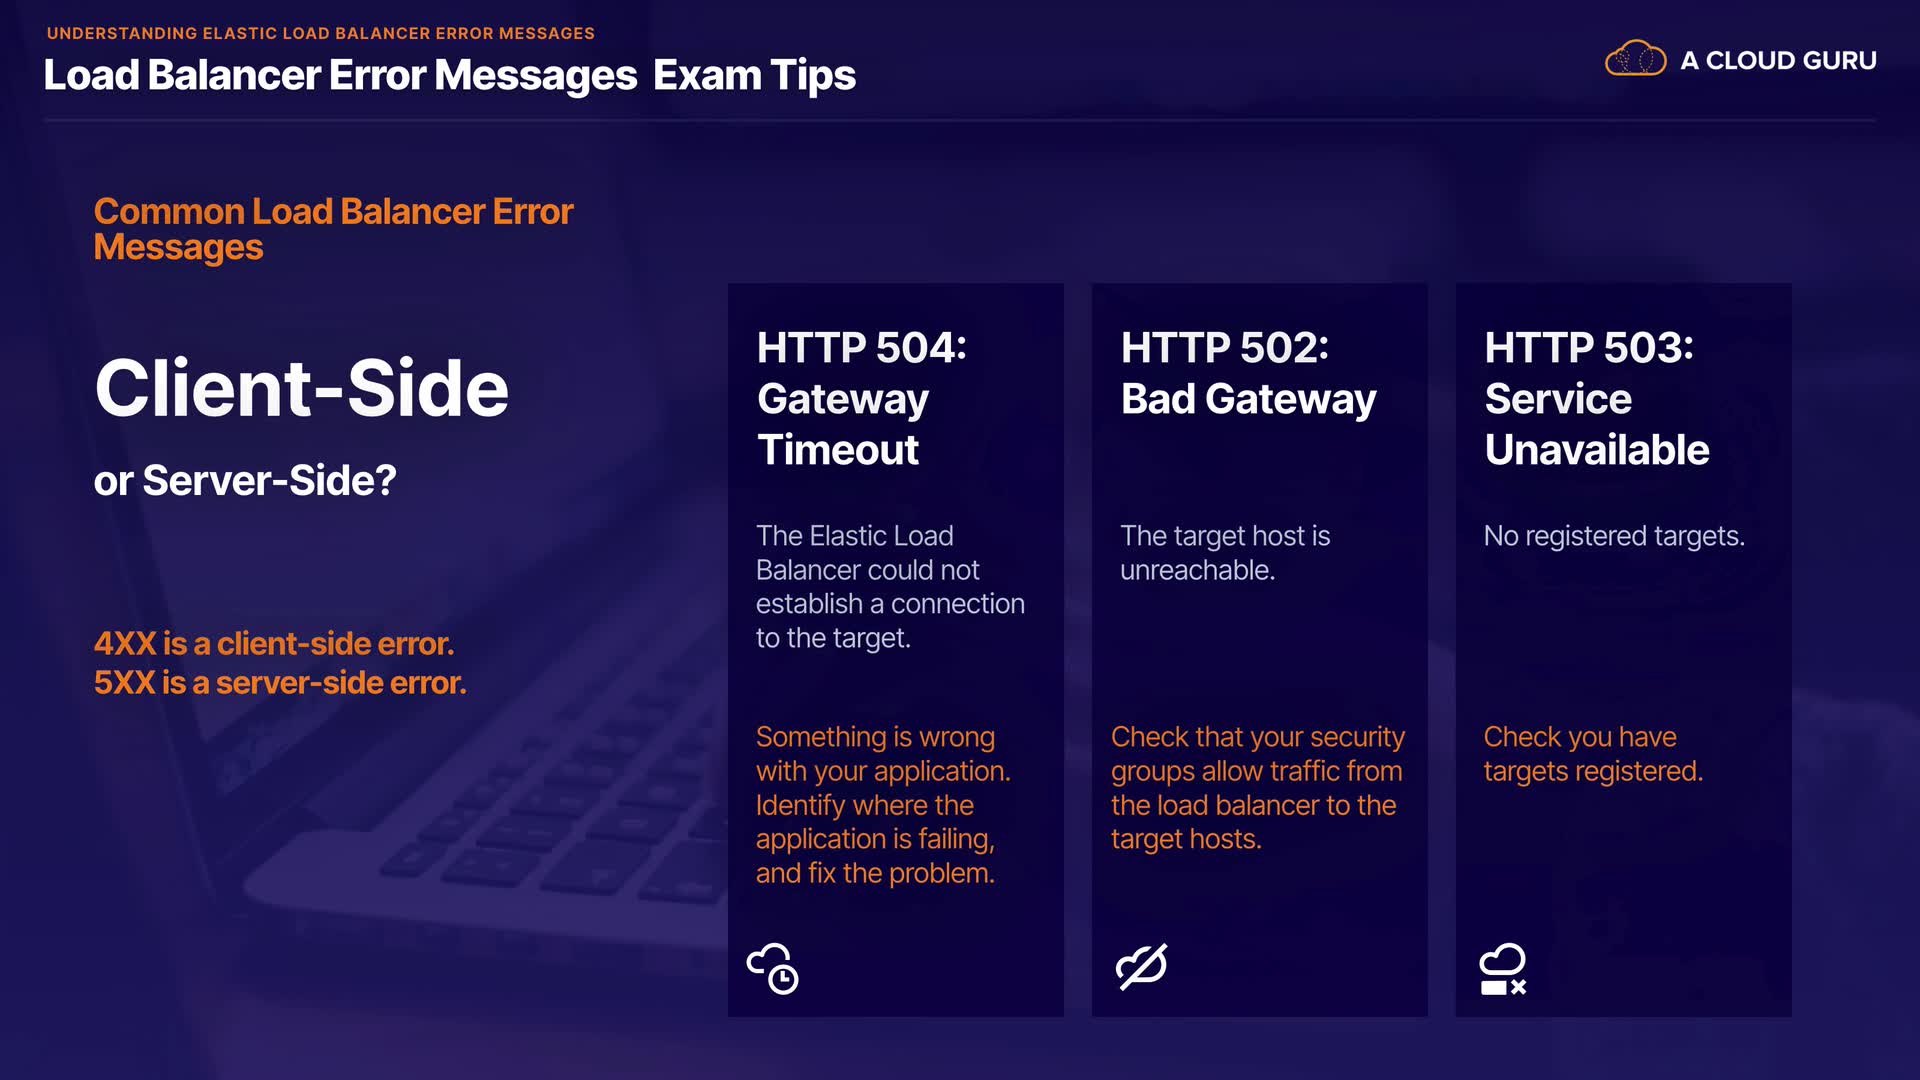 UNDERSTANDING ELASTIC LOAD BALANCER ERROR MESSAGES
Load Balancer Error Messages Exam Tips
A CLOUD GURU
Common Load Balancer Error
Messages
Client-Side
or Server-Side?
4XX is a client-side error.
5XX is a server-side error.
HTTP 504:
Gateway
Timeout
The Elastic Load
Balancer could not
establish a connection
to the target.
Something is wrong
with your application.
Identify where the
application is failing,
and fix the problem.
HTTP 502:
Bad Gateway
The target host is
unreachable.
Check that your security
groups allow traffic from
the load balancer to the
target hosts.
HTTP 503:
Service
Unavailable
No registered targets.
Check you have
targets registered.